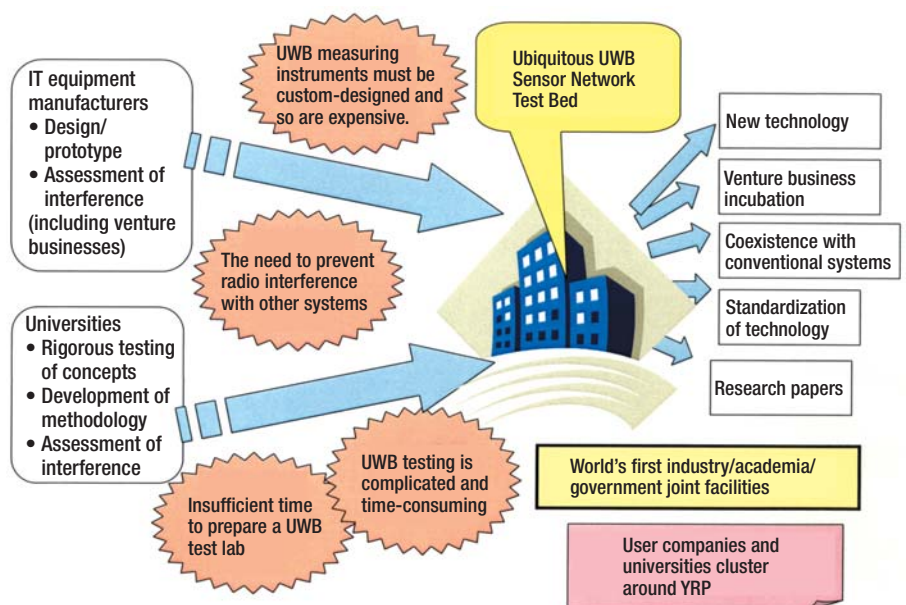 IT equipment
manufacturers
• Design/
prototype
• Assessment of
interference
(including venture
businesses)
UWB measuring
instruments must be
custom-designed and
so are expensive.
Ubiquitous UWB
Sensor Network
Test Bed
The need to prevent
radio interference
with other systems
Universities
• Rigorous testing
of concepts
• Development of
methodology
• Assessment of
interference
Insufficient time
to prepare a UWB
test lab
UWB testing is
complicated and
time-consuming
New technology
Venture business
incubation
Coexistence with
conventional systems
Standardization
of technology
Research papers
World's first industry/academia/
government joint facilities
User companies and
universities cluster
around YRP